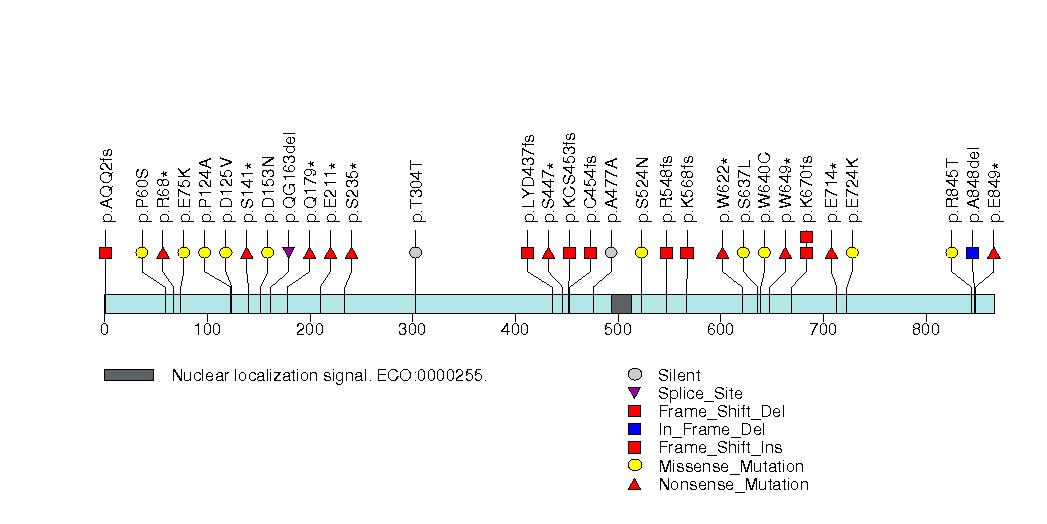 p.AQQ2fs
p.P60S
p.R68*
p.E75K
p.P124A
p.D125V
p.S141*
p.D153N
p.QG163del
p.Q179*
p.E211*
p.S235*
p.T304T
p.LYD437fs
p.S447*
p.KCS453fs
p.C454fs
p.A477A
p.S524N
p.R548fs
p.K568fs
p.W622*
p.S637L
p.W640C
p.W649*
p.K670fs
p.E714*
p.E724K
p.R845T
p.A848del
p.E849*
0 100 200 300 400 500 600 700 800
Nuclear localization signal. ECO:0000255.
Silent
Splice_Site
Frame_Shift_Del
In_Frame_Del
Frame_Shift_Ins
Missense_Mutation
Nonsense_Mutation